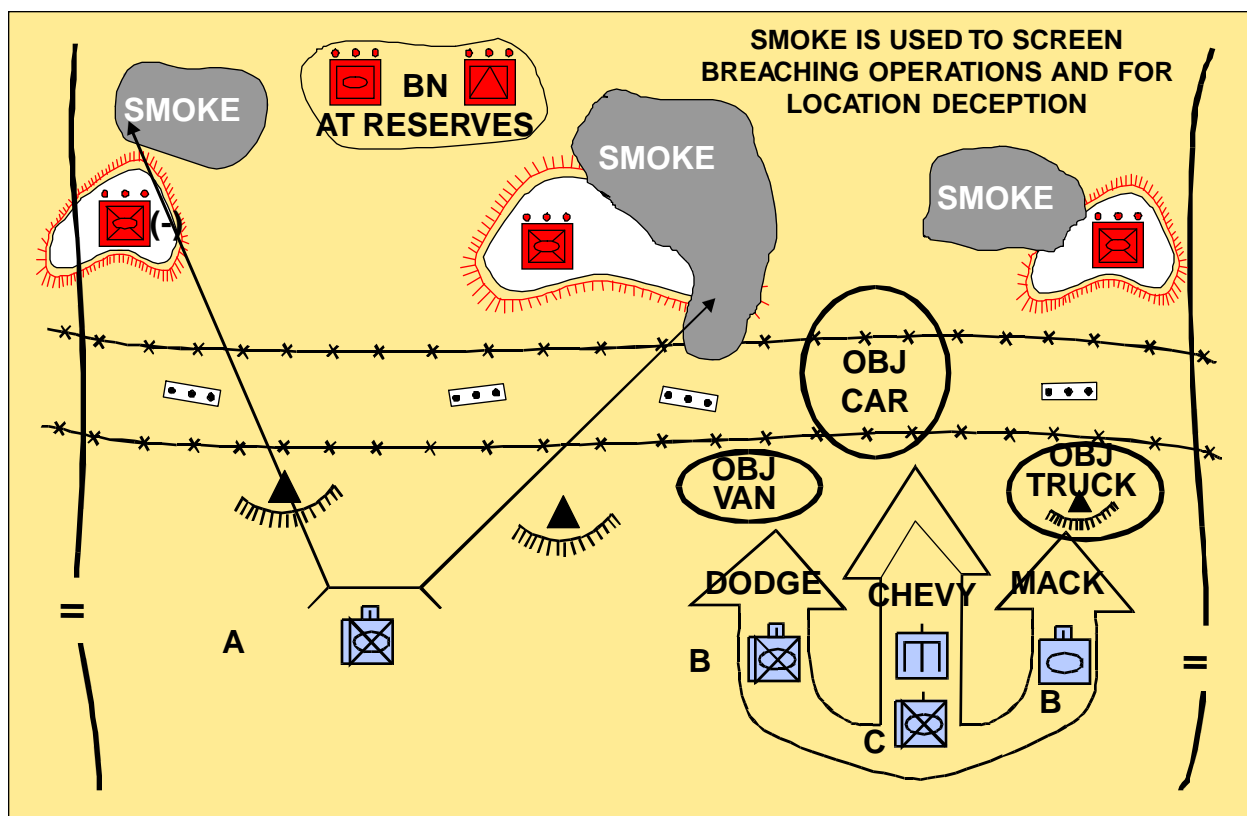 SMOKE IS USED TO SCREEN
BREACHING OPERATIONS AND FOR
LOCATION DECEPTION
BN
AT RESERVES
SMOKE
SMOKE
SMOKE
(-)
OBJ
CAR
OBJ
VAN
OBJ
TRUCK
DODGE
CHEVY
MACK
=
=
A
B
B
C